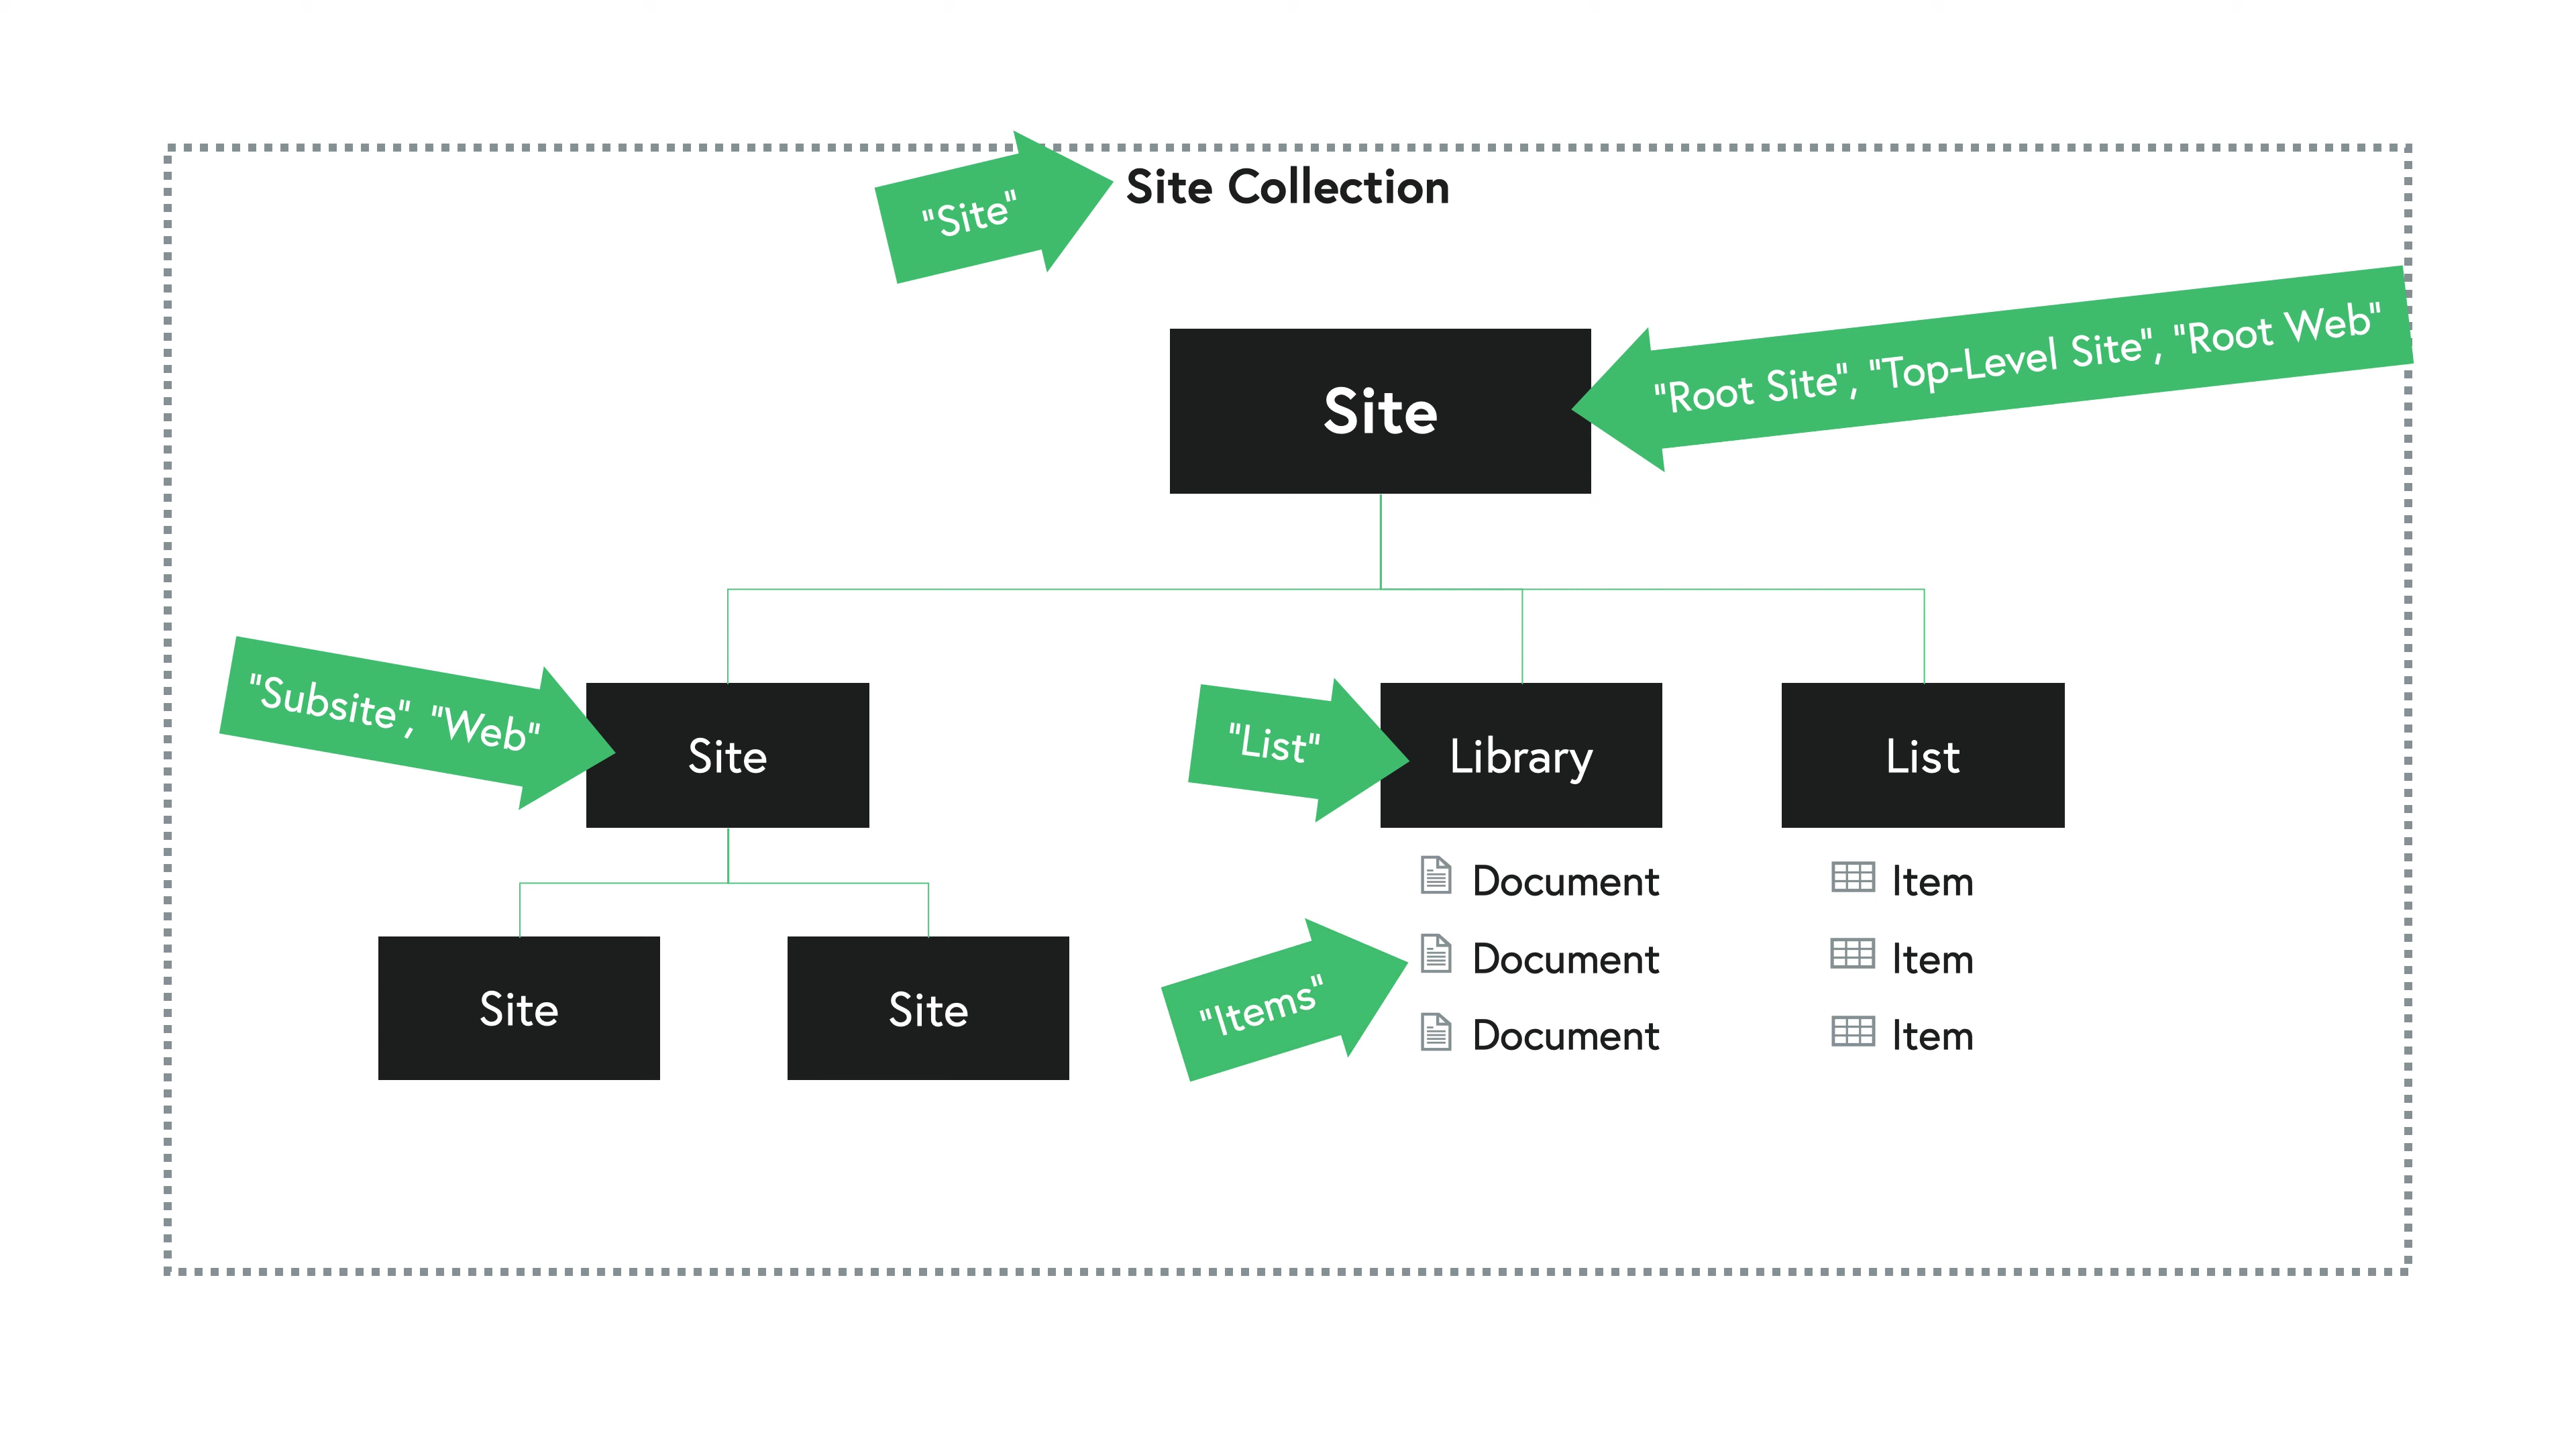 "Site"
Site Collection
"Root Site", "Top-Level Site", "Root Web"
Site
"Subsite", "Web"
Site
"List"
Library
List
Document
Item
"Items"
Document
Item
Site
Site
Document
Item